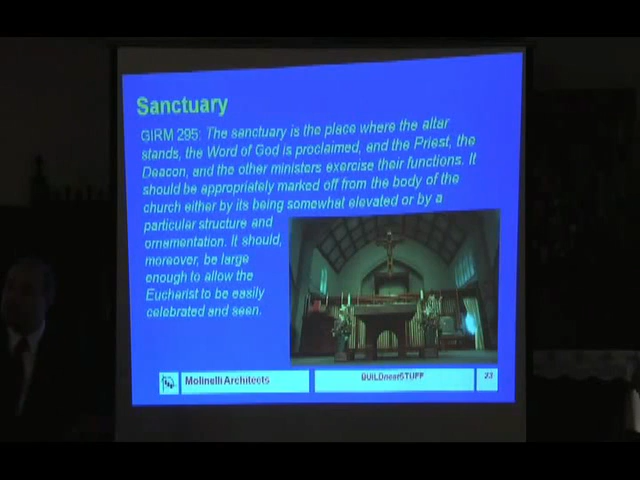 Sanctuary
GIRM 295: The sanctuary is the place where the altar
stands, the Word of God is proclaimed, and the Priest, the
Deacon, and the other ministers exercise their functions. It
should be appropriately marked off from the body of the
church either by its being somewhat elevated or by a
particular structure and
ornamentation. It should,
moreover, be large
enough to allow the
Eucharist to be easily
celebrated and seen.
Molinelli Architects
BUILDnearSTUFF
23